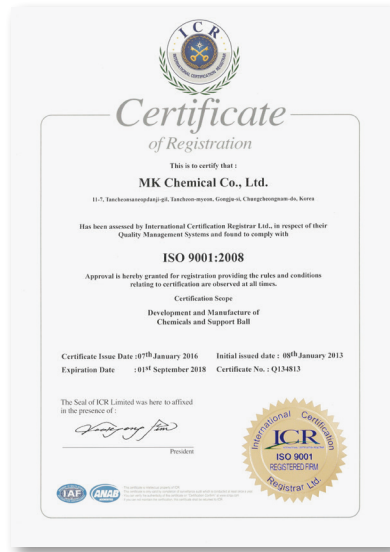 ICR
INTERNATIONAL CERTIFICATION REGISTRAR
Certificate
of Registration
This is to certify that :
MK Chemical Co., Ltd.
11-7, Tancheonsaneopdanji-gil, Tancheon-myeon, Gongju-si, Chungcheongnam-do, Korea
Has been assessed by International Certification Registrar Ltd., in respect of their
Quality Management Systems and found to comply with
ISO 9001:2008
Approval is hereby granted for registration providing the rules and conditions
relating to certification are observed at all times.
Certification Scope
Development and Manufacture of
Chemicals and Support Ball
Certificate Issue Date :07th January 2016 Initial issued date : 08th January 2013
Expiration Date :01st September 2018 Certificate No. : Q134813
The Seal of ICR Limited was here to affixed
in the presence of :
President
International Certification
ICR
ISO 9001
REGISTERED FIRM
Registrar Ltd.
IAF
ANAB